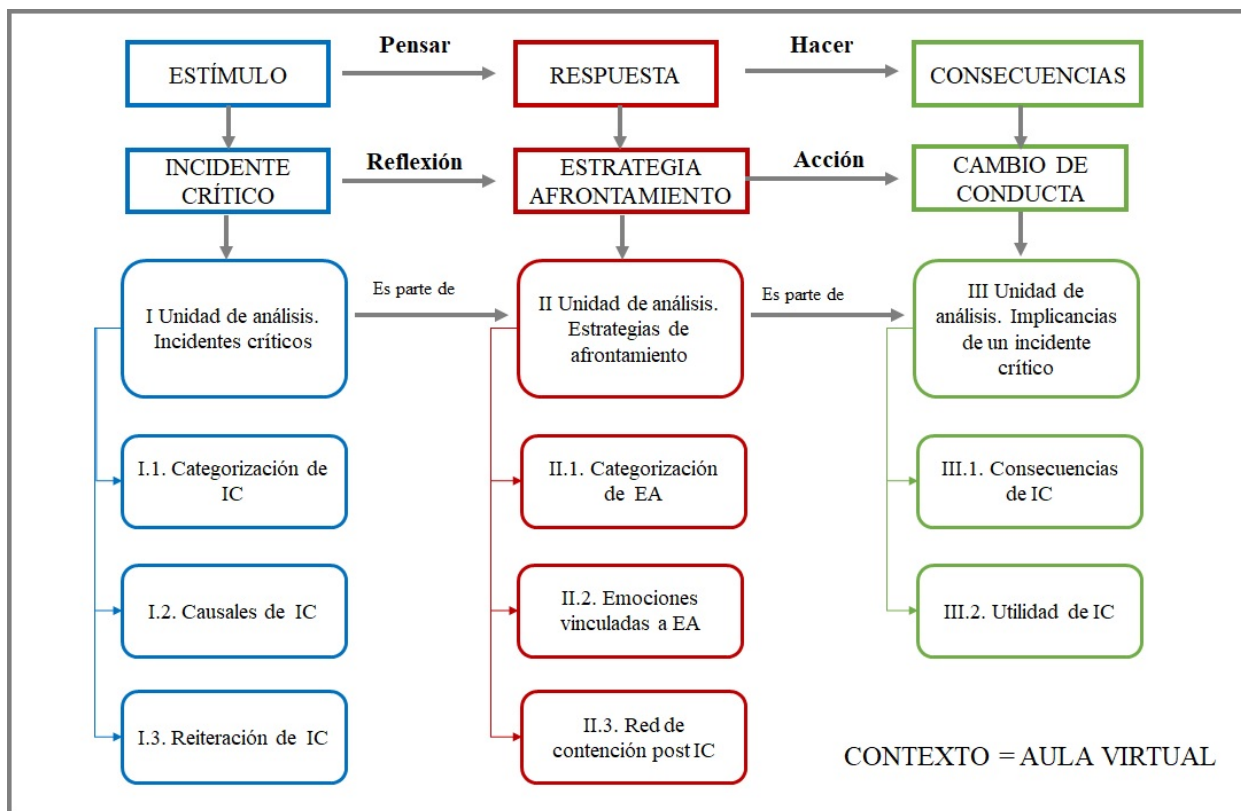 Pensar
Hacer
ESTÍMULO
RESPUESTA
CONSECUENCIAS
Reflexión
Acción
INCIDENTE
CRÍTICO
ESTRATEGIA
AFRONTAMIENTO
CAMBIO DE
CONDUCTA
Es parte de
Es parte de
I Unidad de análisis.
Incidentes críticos
II Unidad de análisis.
Estrategias de
afrontamiento
III Unidad de
análisis. Implicancias
de un incidente
crítico
I.1. Categorización de
IC
II.1. Categorización
de EA
III.1. Consecuencias
de IC
I.2. Causales de IC
II.2. Emociones
vinculadas a EA
III.2. Utilidad de IC
I.3. Reiteración de IC
II.3. Red de
contención post IC
CONTEXTO = AULA VIRTUAL